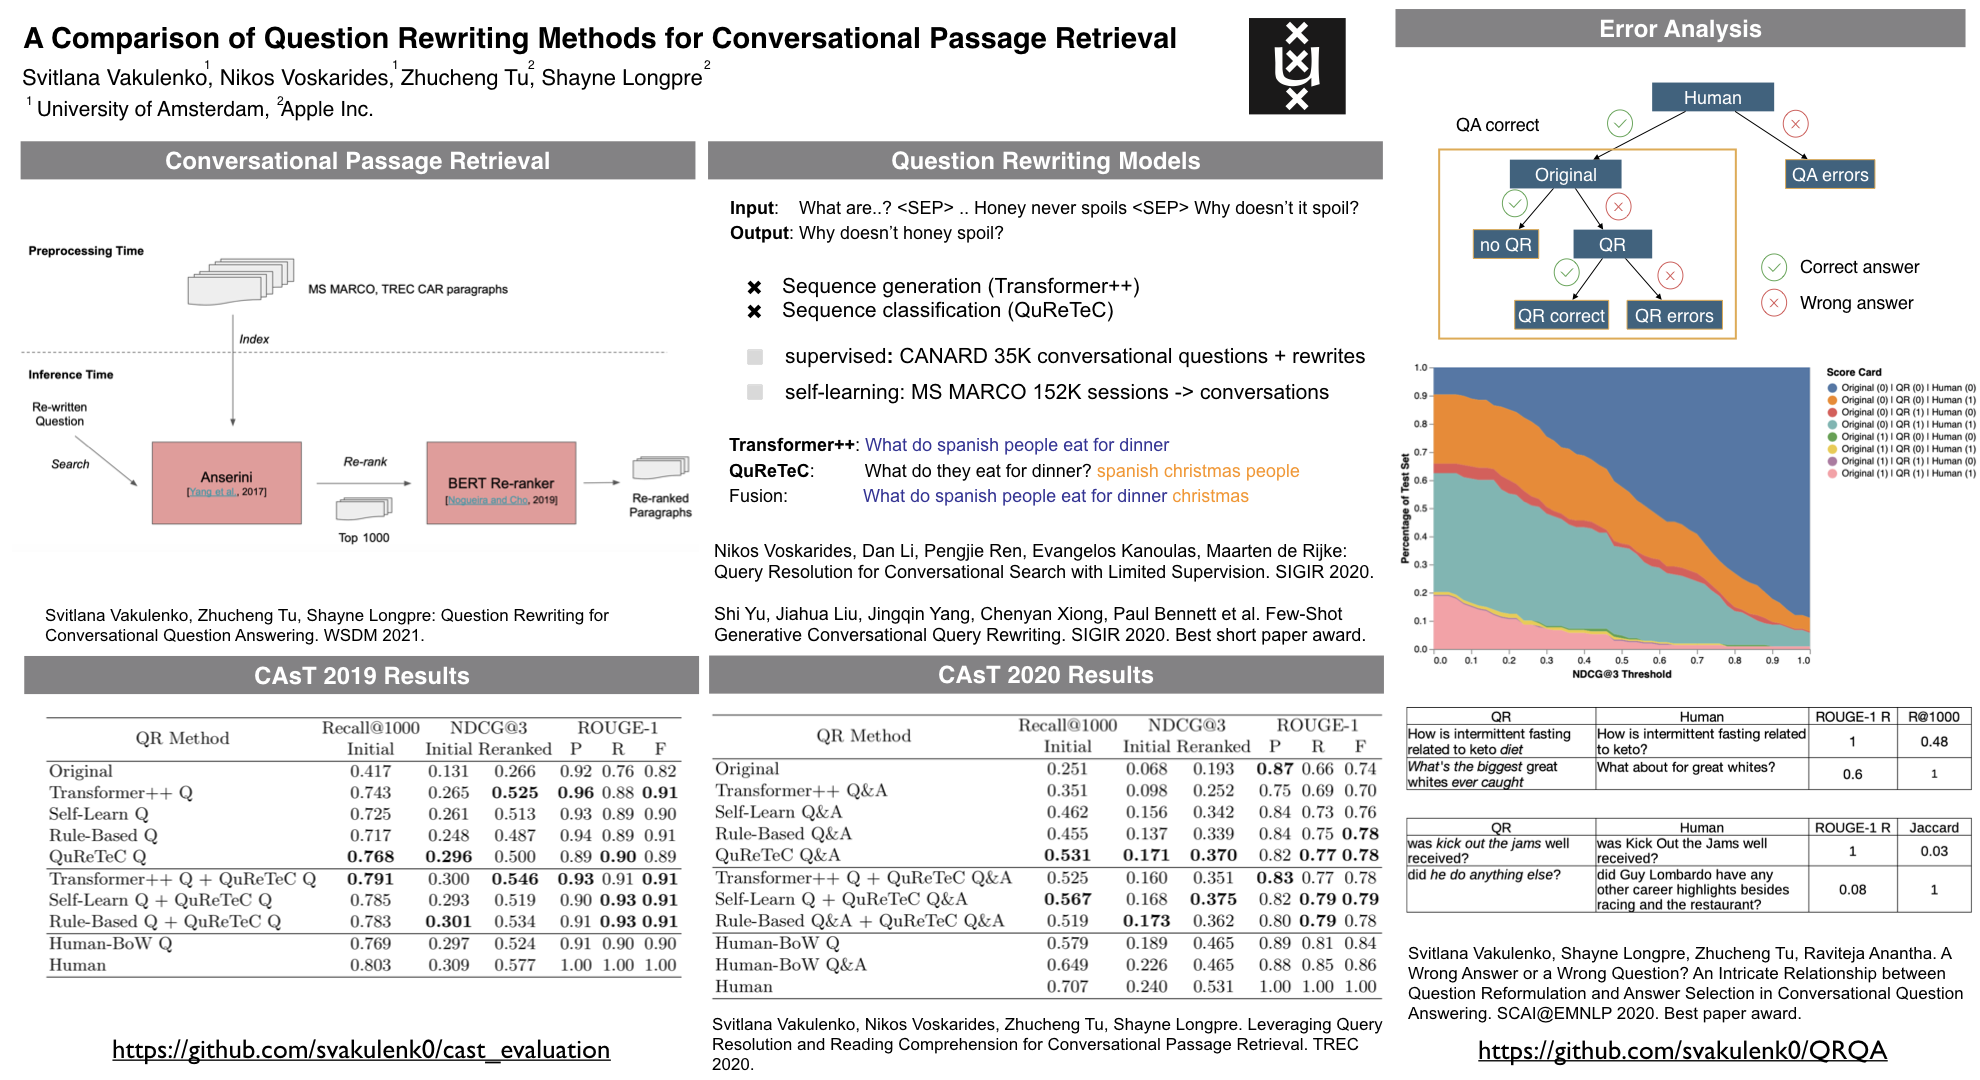 A Comparison of Question Rewriting Methods for Conversational Passage Retrieval
Svitlana Vakulenko,1 Nikos Voskarides,1 Zhucheng Tu,2 Shayne Longpre2
1 University of Amsterdam, 2Apple Inc.
Conversational Passage Retrieval
Preprocessing Time
MS MARCO, TREC CAR paragraphs
Index
Inference Time
Re-written
Question
Search
Anserini
[Yang et al., 2017]
Re-rank
Top 1000
BERT Re-ranker
[Nogueira and Cho, 2019]
Re-Ranked
Paragraphs
Svitlana Vakulenko, Zhucheng Tu, Shayne Longpre: Question Rewriting for
Conversational Question Answering. WSDM 2021.
Question Rewriting Models
Input: What are..? <SEP> .. Honey never spoils <SEP> Why doesn't it spoil?
Output: Why doesn't honey spoil?
✖ Sequence generation (Transformer++)
✖ Sequence classification (QuReTeC)
supervised: CANARD 35K conversational questions + rewrites
self-learning: MS MARCO 152K sessions -> conversations
Transformer++: What do spanish people eat for dinner
QuReTeC: What do they eat for dinner? spanish christmas people
Fusion: What do spanish people eat for dinner christmas
Nikos Voskarides, Dan Li, Pengjie Ren, Evangelos Kanoulas, Maarten de Rijke:
Query Resolution for Conversational Search with Limited Supervision. SIGIR 2020.
Shi Yu, Jiahua Liu, Jingqin Yang, Chenyan Xiong, Paul Bennett et al. Few-Shot
Generative Conversational Query Rewriting. SIGIR 2020. Best short paper award.
CAsT 2019 Results
QR Method Recall@1000 NDCG@3 ROUGE-1
Initial Initial Reranked P R F
Original 0.417 0.131 0.266 0.92 0.76 0.82
Transformer++ Q 0.743 0.265 0.525 0.96 0.88 0.91
Self-Learn Q 0.725 0.261 0.513 0.93 0.89 0.90
Rule-Based Q 0.717 0.248 0.487 0.94 0.89 0.91
QuReTeC Q 0.768 0.296 0.500 0.89 0.90 0.89
Transformer++ Q + QuReTeC Q 0.791 0.300 0.546 0.93 0.91 0.91
Self-Learn Q + QuReTeC Q 0.785 0.293 0.519 0.90 0.93 0.91
Rule-Based Q + QuReTeC Q 0.783 0.301 0.534 0.91 0.93 0.91
Human-BoW Q 0.769 0.297 0.524 0.91 0.90 0.90
Human 0.803 0.309 0.577 1.00 1.00 1.00
https://github.com/svakulenk0/cast_evaluation
CAsT 2020 Results
QR Method Recall@1000 NDCG@3 ROUGE-1
Initial Initial Reranked P R F
Original 0.251 0.068 0.193 0.87 0.66 0.74
Transformer++ Q&A 0.351 0.098 0.252 0.75 0.69 0.70
Self-Learn Q&A 0.462 0.156 0.342 0.84 0.73 0.76
Rule-Based Q&A 0.455 0.137 0.339 0.84 0.75 0.78
QuReTeC Q&A 0.531 0.171 0.370 0.82 0.77 0.78
Transformer++ Q + QuReTeC Q&A 0.525 0.160 0.351 0.83 0.77 0.78
Self-Learn Q + QuReTeC Q&A 0.567 0.168 0.375 0.82 0.79 0.79
Rule-Based Q&A + QuReTeC Q&A 0.519 0.173 0.362 0.80 0.79 0.78
Human-BoW Q 0.579 0.189 0.465 0.89 0.81 0.84
Human-BoW Q&A 0.649 0.226 0.465 0.88 0.85 0.86
Human 0.707 0.240 0.531 1.00 1.00 1.00
Svitlana Vakulenko, Nikos Voskarides, Zhucheng Tu, Shayne Longpre. Leveraging Query
Resolution and Reading Comprehension for Conversational Passage Retrieval. TREC
2020.
Error Analysis
Human
QA correct
Original
QA errors
no QR
QR
QR correct
QR errors
Correct answer
Wrong answer
1.0
0.9
0.8
0.7
0.6
0.5
0.4
0.3
0.2
0.1
0.0
Percentage of Test Set
0.0 0.1 0.2 0.3 0.4 0.5 0.6 0.7 0.8 0.9 1.0
NDCG@3 Threshold
Score Card
Original (0) | QR (0) | Human (0)
Original (0) | QR (0) | Human (1)
Original (0) | QR (1) | Human (0)
Original (0) | QR (1) | Human (1)
Original (1) | QR (0) | Human (0)
Original (1) | QR (0) | Human (1)
Original (1) | QR (1) | Human (0)
Original (1) | QR (1) | Human (1)
QR Human ROUGE-1 R R@1000
How is intermittent fasting
related to keto diet
How is intermittent fasting related
to keto?
1 0.48
What's the biggest great
whites ever caught
What about for great whites?
0.6 1
QR Human ROUGE-1 R Jaccard
was kick out the jams well
received?
was Kick Out the Jams well
received?
1 0.03
did he do anything else?
did Guy Lombardo have any
other career highlights besides
racing and the restaurant?
0.08 1
Svitlana Vakulenko, Shayne Longpre, Zhucheng Tu, Raviteja Anantha. A
Wrong Answer or a Wrong Question? An Intricate Relationship between
Question Reformulation and Answer Selection in Conversational Question
Answering. SCAI@EMNLP 2020. Best paper award.
https://github.com/svakulenk0/QRQA